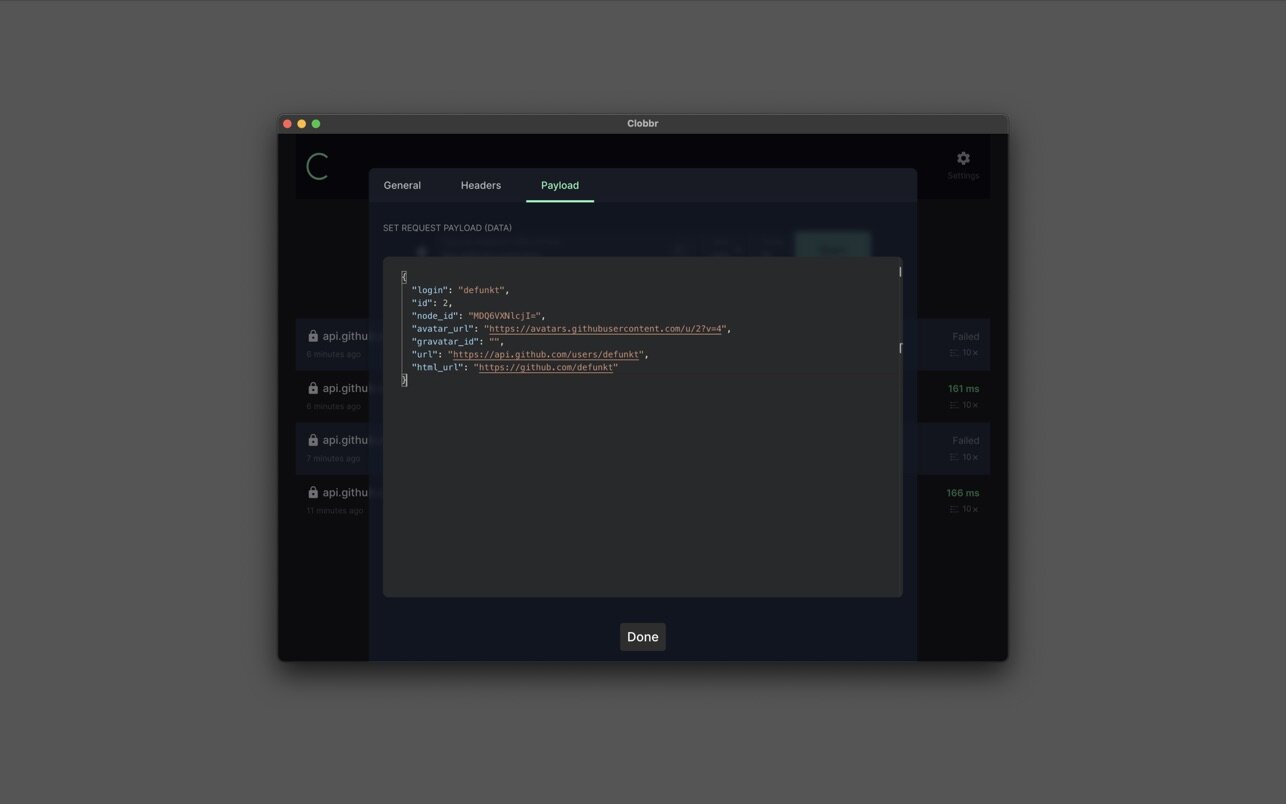 Clobbr
Settings
General
Headers
Payload
SET REQUEST PAYLOAD (DATA)
{
"login": "defunkt",
"id": 2,
"node_id": "MDQ6VXNlcjI=",
"avatar_url": "https://avatars.githubusercontent.com/u/2?v=4",
"gravatar_id": "",
"url": "https://api.github.com/users/defunkt",
"html_url": "https://github.com/defunkt"
}
api.githu
Failed
6 minutes ago
10 ×
api.githu
161 ms
6 minutes ago
10 ×
api.githu
Failed
7 minutes ago
10 ×
api.githu
166 ms
11 minutes ago
10 ×
Done